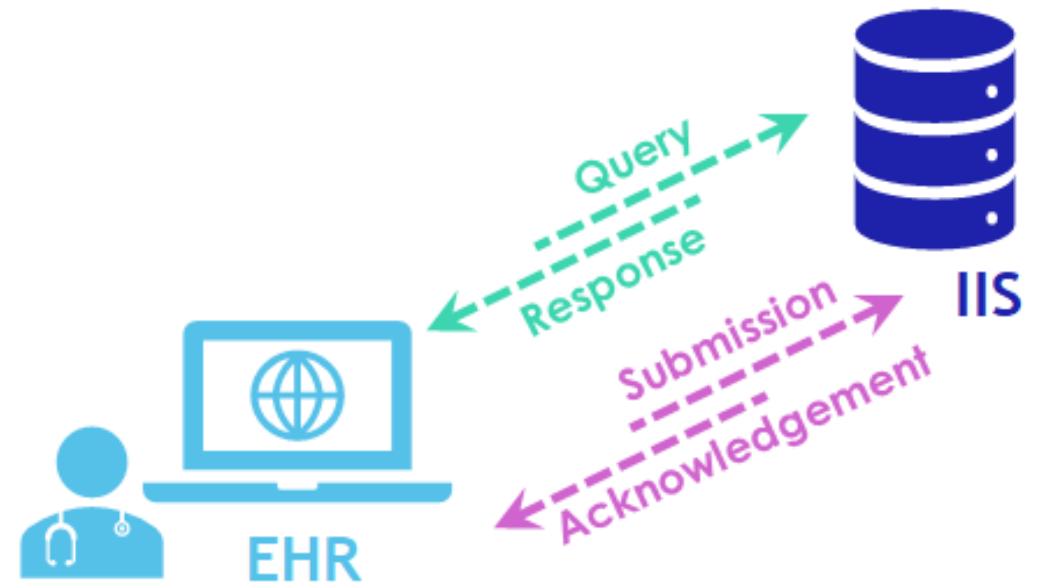 Query
Response
Submission
Acknowledgement
IIS
EHR